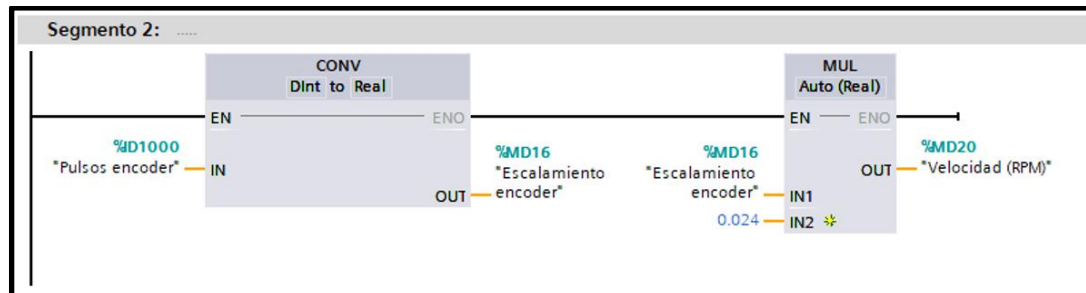 Segmento 2: .....
CONV
DInt to Real
EN ENO
%ID1000
"Pulsos encoder"
IN
%MD16
"Escalamiento
encoder"
OUT
MUL
Auto (Real)
EN ENO
%MD16
"Escalamiento
encoder"
IN1
0.024
IN2
%MD20
"Velocidad (RPM)"
OUT